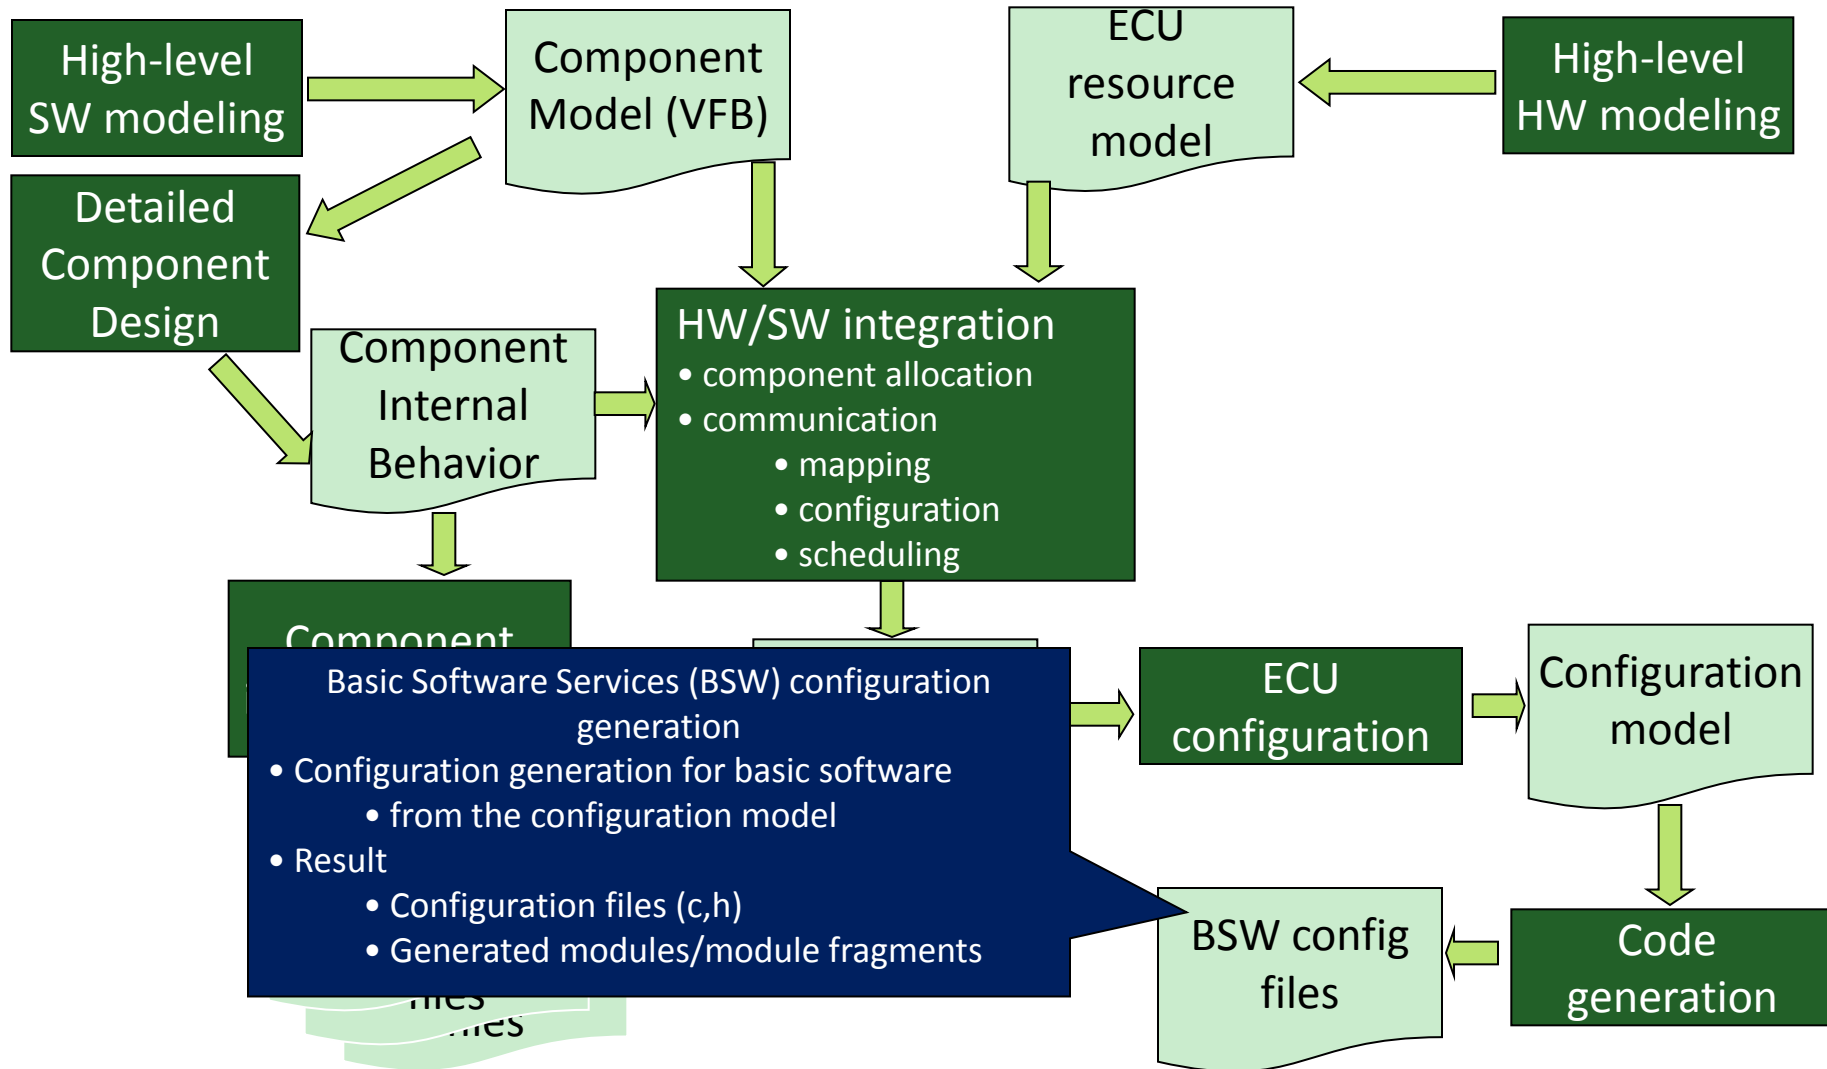 High-level
SW modeling
Component
Model (VFB)
ECU
resource
model
High-level
HW modeling
Detailed
Component
Design
Component
Internal
Behavior
HW/SW integration
• component allocation
• communication
• mapping
• configuration
• scheduling
Component
Basic Software Services (BSW) configuration
generation
• Configuration generation for basic software
• from the configuration model
• Result
• Configuration files (c,h)
• Generated modules/module fragments
ECU
configuration
Configuration
model
BSW config
files
Code
generation
files
files